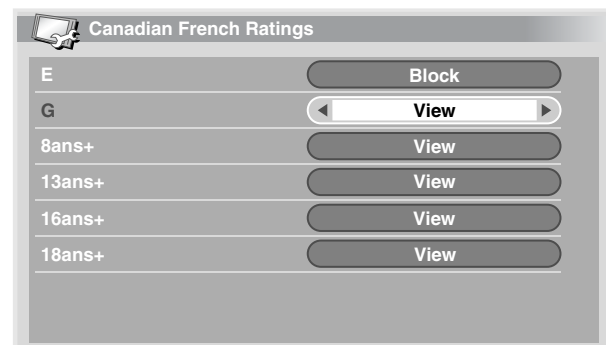 Canadian French Ratings
E Block
G View
8ans+ View
13ans+ View
16ans+ View
18ans+ View